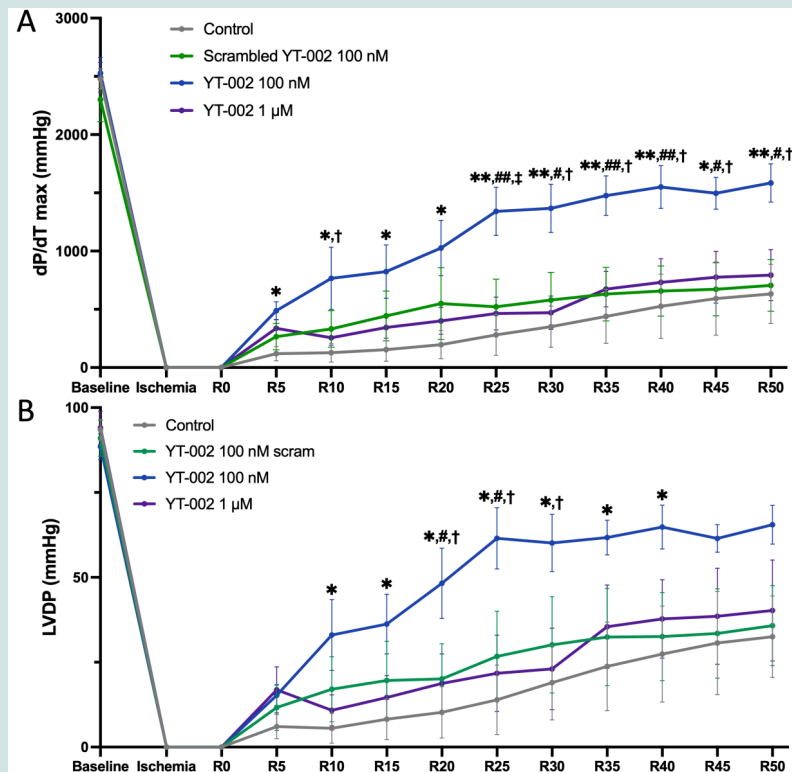 A
3000
2000
1000
0
dP/dT max (mmHg)
Control
Scrambled YT-002 100 nM
YT-002 100 nM
YT-002 1 µM
*
*,†
*
*
**,##,‡
**,#,†
**,##,†
**,##,†
*,#,†
**,#,†
Baseline Ischemia R0 R5 R10 R15 R20 R25 R30 R35 R40 R45 R50
B
100
50
0
LVDP (mmHg)
Control
YT-002 100 nM scram
YT-002 100 nM
YT-002 1 µM
*
*
*,#,†
*,#,†
*,†
*
*
Baseline Ischemia R0 R5 R10 R15 R20 R25 R30 R35 R40 R45 R50